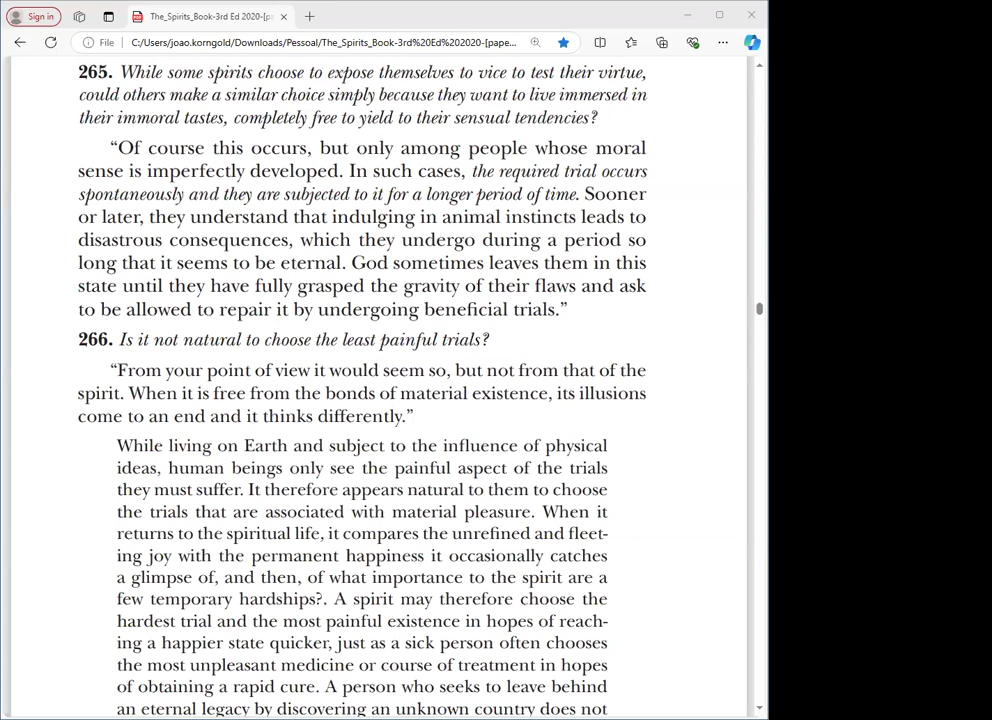 Sign in
The_Spirits_Book-3rd Ed 2020-[pa
File
C:/Users/joao.korngold/Downloads/Pessoal/The_Spirits_Book-3rd%20Ed%202020-[pape...
265. While some spirits choose to expose themselves to vice to test their virtue,
could others make a similar choice simply because they want to live immersed in
their immoral tastes, completely free to yield to their sensual tendencies?
“Of course this occurs, but only among people whose moral
sense is imperfectly developed. In such cases, the required trial occurs
spontaneously and they are subjected to it for a longer period of time. Sooner
or later, they understand that indulging in animal instincts leads to
disastrous consequences, which they undergo during a period so
long that it seems to be eternal. God sometimes leaves them in this
state until they have fully grasped the gravity of their flaws and ask
to be allowed to repair it by undergoing beneficial trials.”
266. Is it not natural to choose the least painful trials?
“From your point of view it would seem so, but not from that of the
spirit. When it is free from the bonds of material existence, its illusions
come to an end and it thinks differently.”
While living on Earth and subject to the influence of physical
ideas, human beings only see the painful aspect of the trials
they must suffer. It therefore appears natural to them to choose
the trials that are associated with material pleasure. When it
returns to the spiritual life, it compares the unrefined and fleet-
ing joy with the permanent happiness it occasionally catches
a glimpse of, and then, of what importance to the spirit are a
few temporary hardships?. A spirit may therefore choose the
hardest trial and the most painful existence in hopes of reach-
ing a happier state quicker, just as a sick person often chooses
the most unpleasant medicine or course of treatment in hopes
of obtaining a rapid cure. A person who seeks to leave behind
an eternal legacy by discovering an unknown country does not